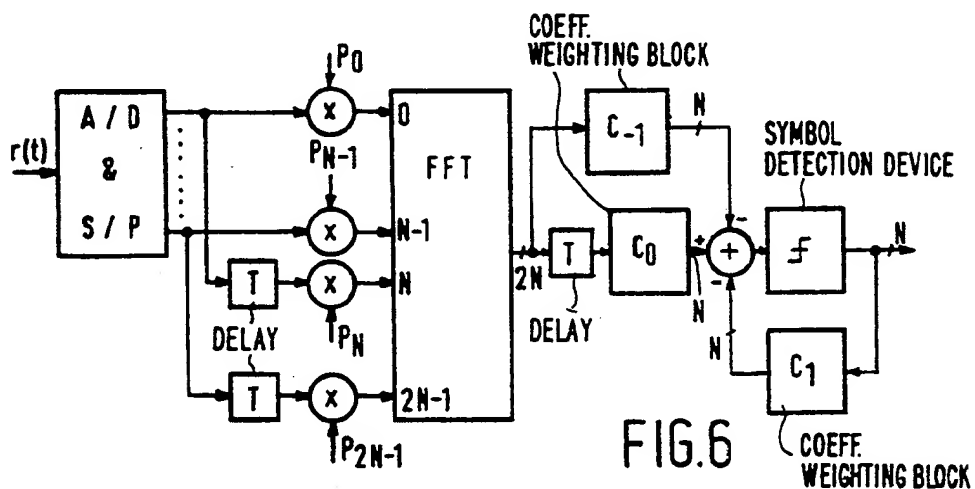 COEFF.
WEIGHTING BLOCK
P0
A / D
&
S / P
r(t)
X
0
PN-1
FFT
C-1
N
SYMBOL
DETECTION DEVICE
X
N-1
T
C0
+
-
+
-
N
2N
N
T
X
N
DELAY
DELAY
PN
N
C1
T
X
2N-1
P2N-1
FIG.6
COEFF.
WEIGHTING BLOCK